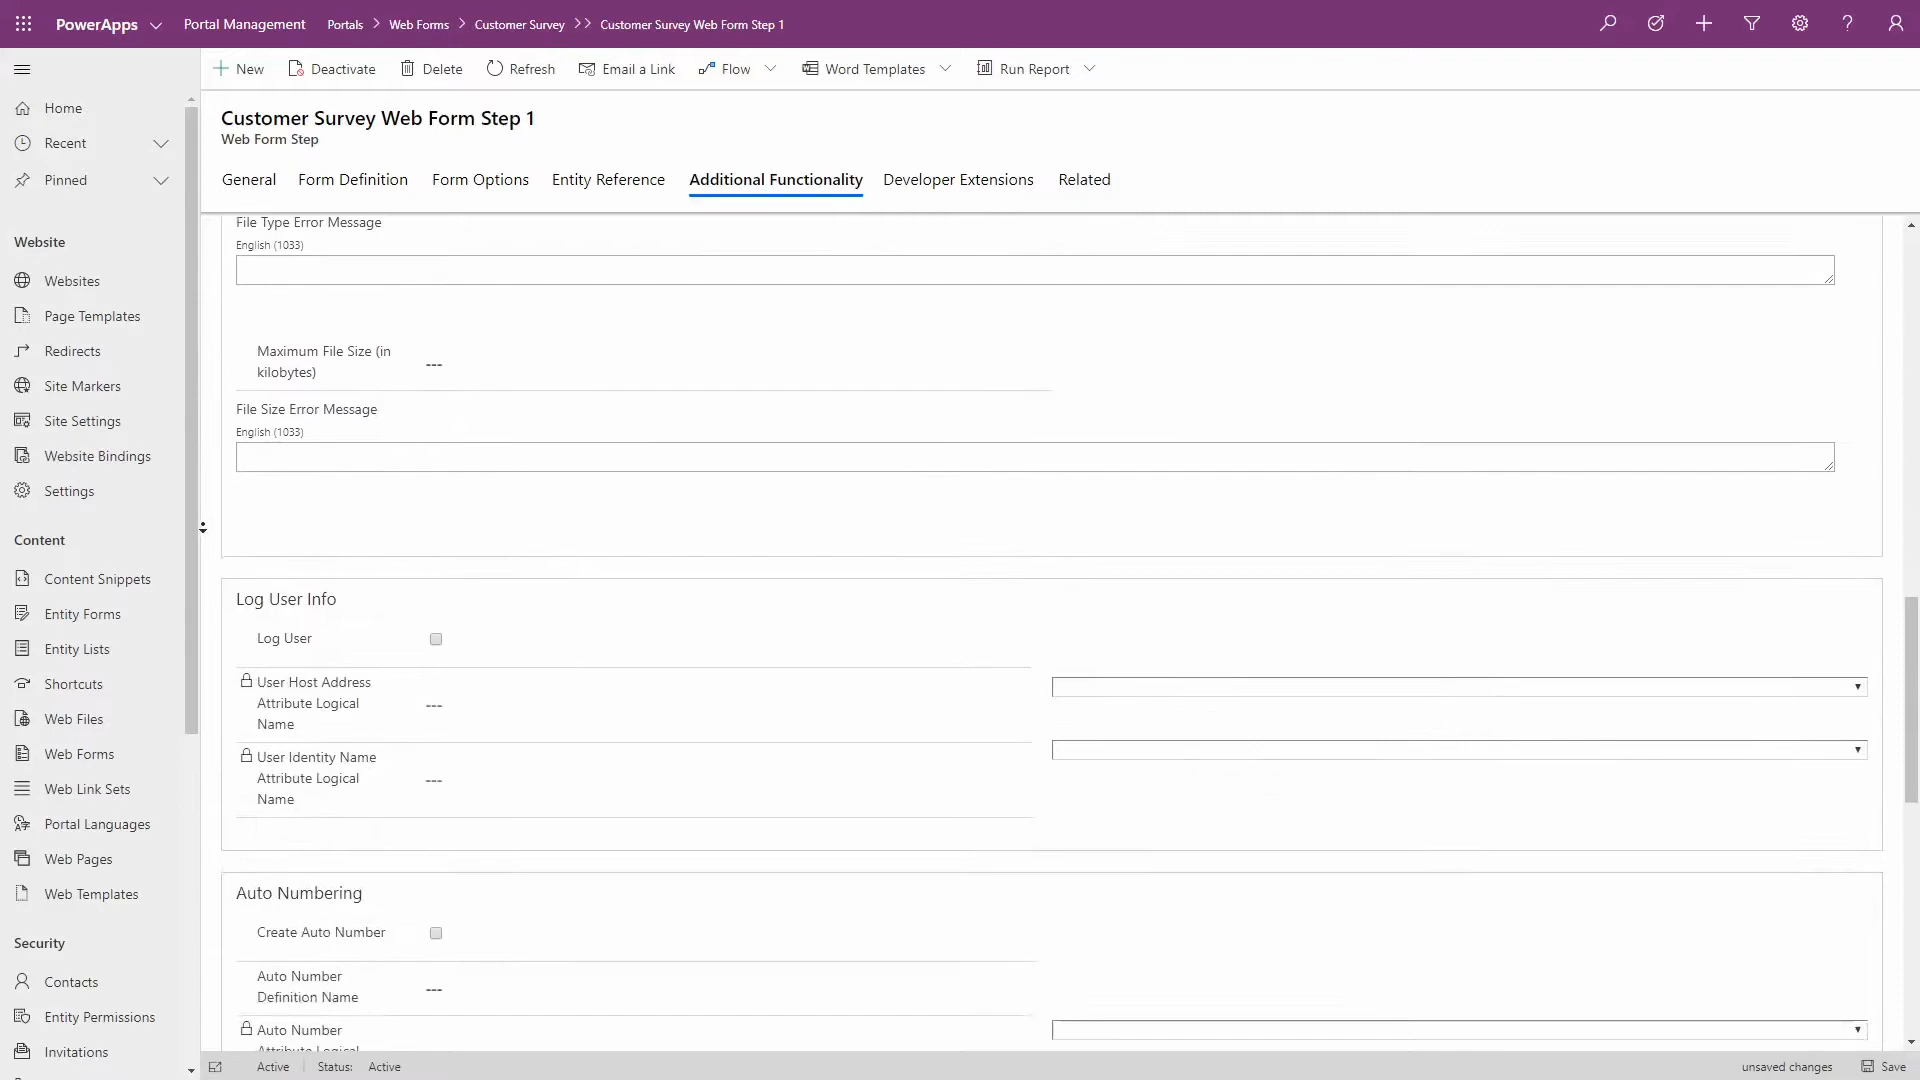 PowerApps Portal Management Portals Web Forms Customer Survey Customer Survey Web Form Step 1
New Deactivate Delete Refresh Email a Link Flow Word Templates Run Report
Home
Recent
Pinned
Website
Websites
Page Templates
Redirects
Site Markers
Site Settings
Website Bindings
Settings
Content
Content Snippets
Entity Forms
Entity Lists
Shortcuts
Web Files
Web Forms
Web Link Sets
Portal Languages
Web Pages
Web Templates
Security
Contacts
Entity Permissions
Invitations
Customer Survey Web Form Step 1
Web Form Step
General Form Definition Form Options Entity Reference Additional Functionality Developer Extensions Related
File Type Error Message
English (1033)
Maximum File Size (in
kilobytes)
---
File Size Error Message
English (1033)
Log User Info
Log User
User Host Address
Attribute Logical
Name
---
User Identity Name
Attribute Logical
Name
---
Auto Numbering
Create Auto Number
Auto Number
Definition Name
---
Auto Number
Attribute Logical
Active Status: Active unsaved changes Save